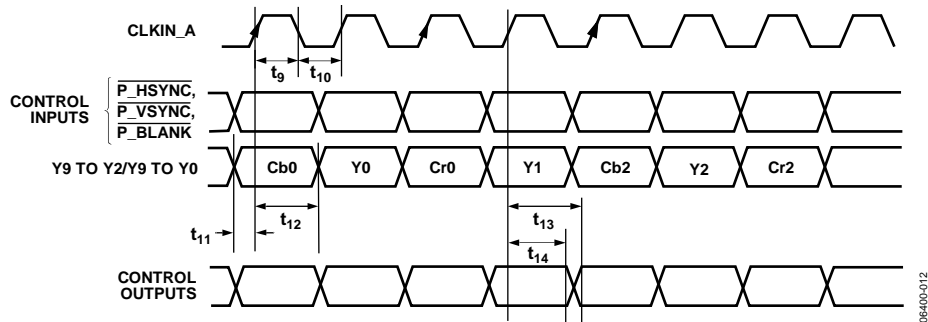 CLKIN_A
t9
t10
CONTROL INPUTS
P_HSYNC,
P_VSYNC,
P_BLANK
Y9 TO Y2/Y9 TO Y0
Cb0 Y0 Cr0 Y1 Cb2 Y2 Cr2
t12
t13
t11
t14
CONTROL OUTPUTS
06400-012